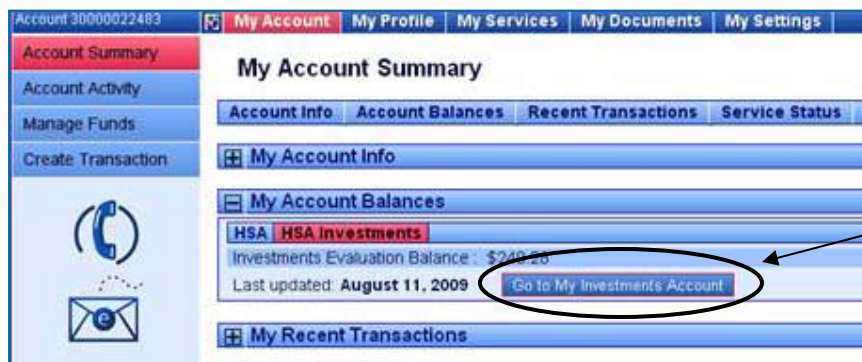 Account 30000022483
My Account My Profile My Services My Documents My Settings
Account Summary
Account Activity
Manage Funds
Create Transaction
My Account Summary
Account Info Account Balances Recent Transactions Service Status
My Account Info
My Account Balances
HSA HSA Investments
Investments Evaluation Balance : $249.28
Last updated: August 11, 2009 Go to My Investments Account
My Recent Transactions